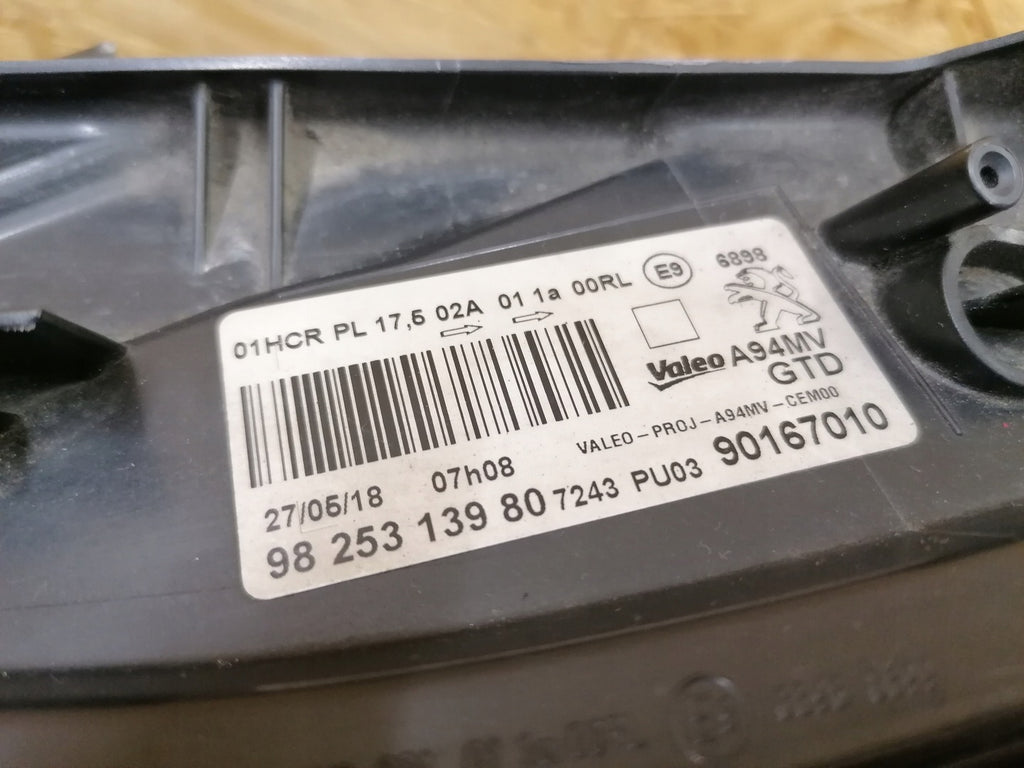 01HCR PL 17,5 02A 01 1a 00RL E9 6898
Valeo A94MV
GTD
VALEO-PROJ-A94MV-CEM00
27/05/18 07h08
98 253 139 80 7243 PU03 90167010